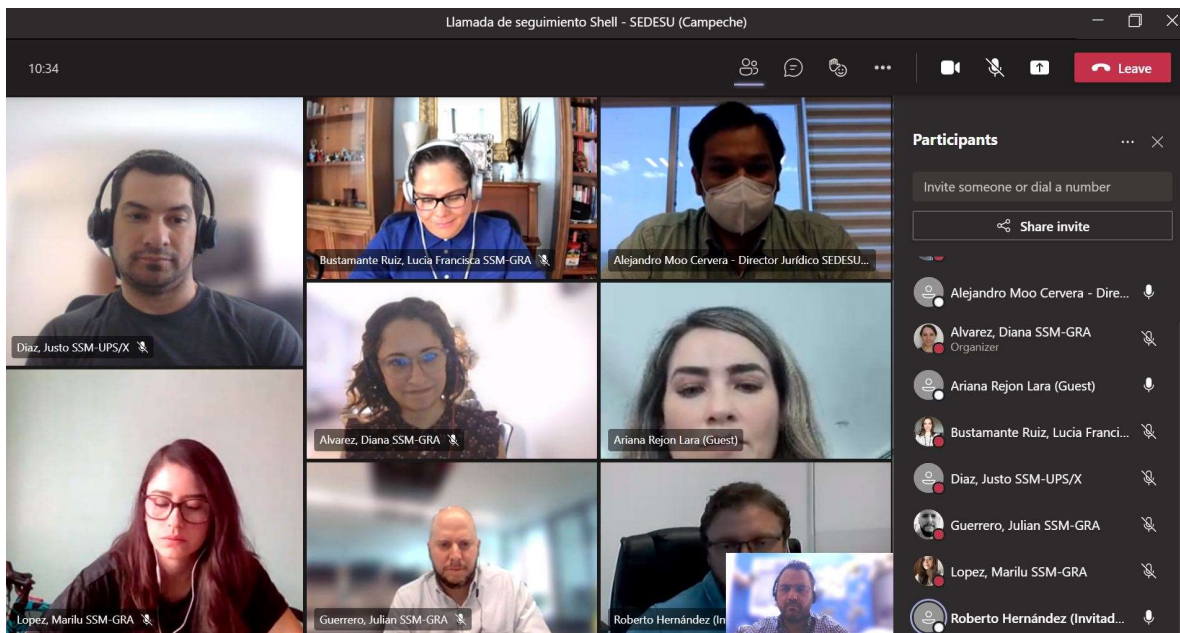 Llamada de seguimiento Shell - SEDESU (Campeche)
10:34
Leave
Diaz, Justo SSM-UPS/X
Bustamante Ruiz, Lucia Francisca SSM-GRA
Alejandro Moo Cervera - Director Jurídico SEDESU...
Alvarez, Diana SSM-GRA
Ariana Rejon Lara (Guest)
Lopez, Marilu SSM-GRA
Guerrero, Julian SSM-GRA
Roberto Hernández (In
Participants
Invite someone or dial a number
Share invite
Alejandro Moo Cervera - Dire...
Alvarez, Diana SSM-GRA
Organizer
Ariana Rejon Lara (Guest)
Bustamante Ruiz, Lucia Franci...
Diaz, Justo SSM-UPS/X
Guerrero, Julian SSM-GRA
Lopez, Marilu SSM-GRA
Roberto Hernández (Invitad...